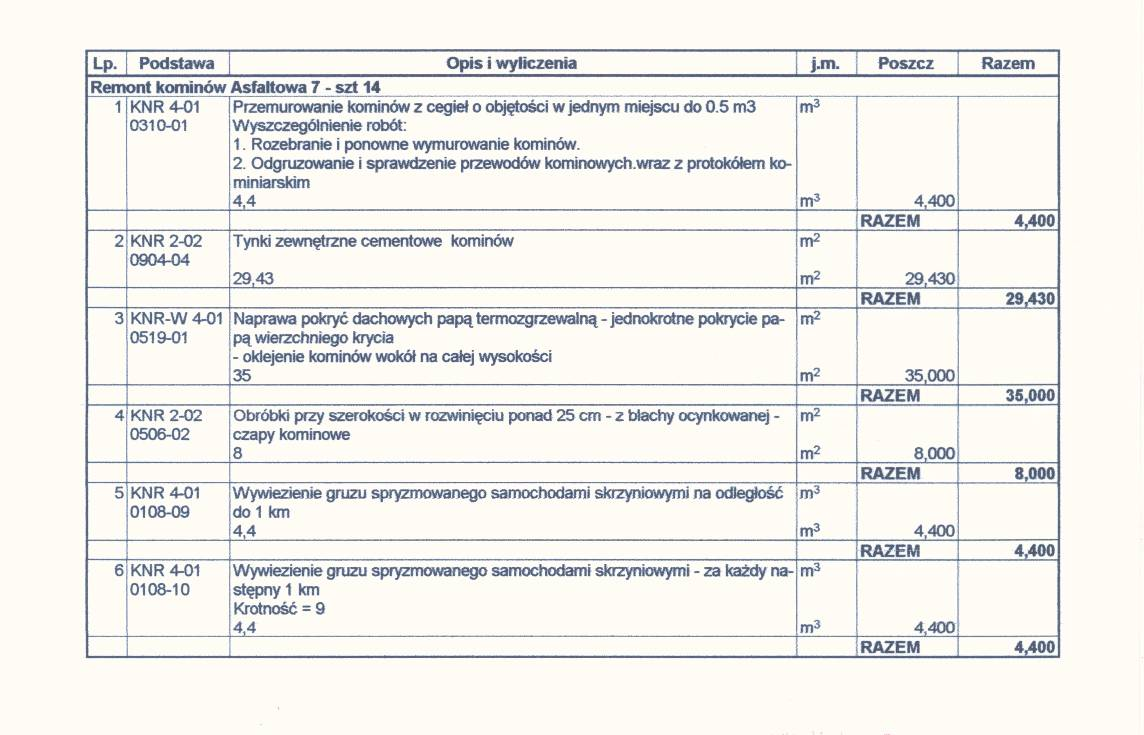 Lp. Podstawa Opis i wyliczenia j.m. Poszcz Razem
Remont kominów Asfaltowa 7 - szt 14
1 KNR 4-01 Przemurowanie kominów z cegieł o objętości w jednym miejscu do 0.5 m3 m³
0310-01 Wyszczególnienie robót:
1. Rozebranie i ponowne wymurowanie kominów.
2. Odgruzowanie i sprawdzenie przewodów kominowych.wraz z protokółem ko-
miniarskim
4,4 m³ 4,400
RAZEM 4,400
2 KNR 2-02 Tynki zewnętrzne cementowe kominów m²
0904-04
29,43 m² 29,430
RAZEM 29,430
3 KNR-W 4-01 Naprawa pokryć dachowych papą termozgrzewalną - jednokrotne pokrycie pa- m²
0519-01 pą wierzchniego krycia
- oklejenie kominów wokół na całej wysokości
35 m² 35,000
RAZEM 35,000
4 KNR 2-02 Obróbki przy szerokości w rozwinięciu ponad 25 cm - z blachy ocynkowanej - m²
0506-02 czapy kominowe
8 m² 8,000
RAZEM 8,000
5 KNR 4-01 Wywiezienie gruzu spryzmowanego samochodami skrzyniowymi na odległość m³
0108-09 do 1 km
4,4 m³ 4,400
RAZEM 4,400
6 KNR 4-01 Wywiezienie gruzu spryzmowanego samochodami skrzyniowymi - za każdy na- m³
0108-10 stępny 1 km
Krotność = 9
4,4 m³ 4,400
RAZEM 4,400